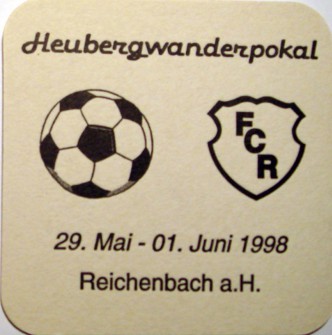 Heubergwanderpokal
FCR
29. Mai - 01. Juni 1998
Reichenbach a.H.